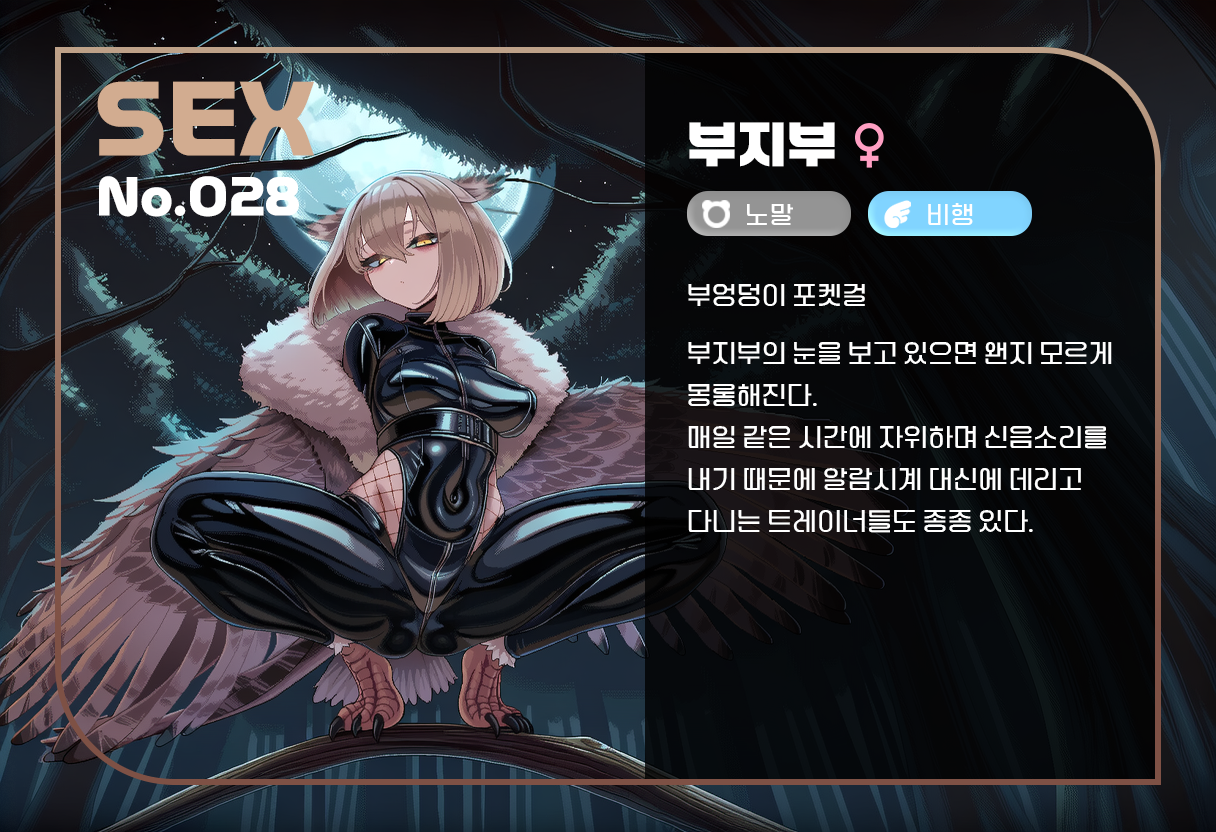 SEX
No.028
부지부 ♀
노말 비행
부엉덩이 포켓걸
부지부의 눈을 보고 있으면 왠지 모르게
몽롱해진다.
매일 같은 시간에 자위하며 신음소리를
내기 때문에 알람시계 대신에 데리고
다니는 트레이너들도 종종 있다.